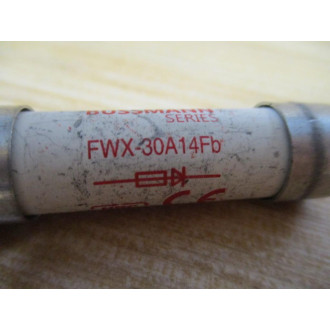 BUSSMANN
SERIES
FWX-30A14Fb
CE